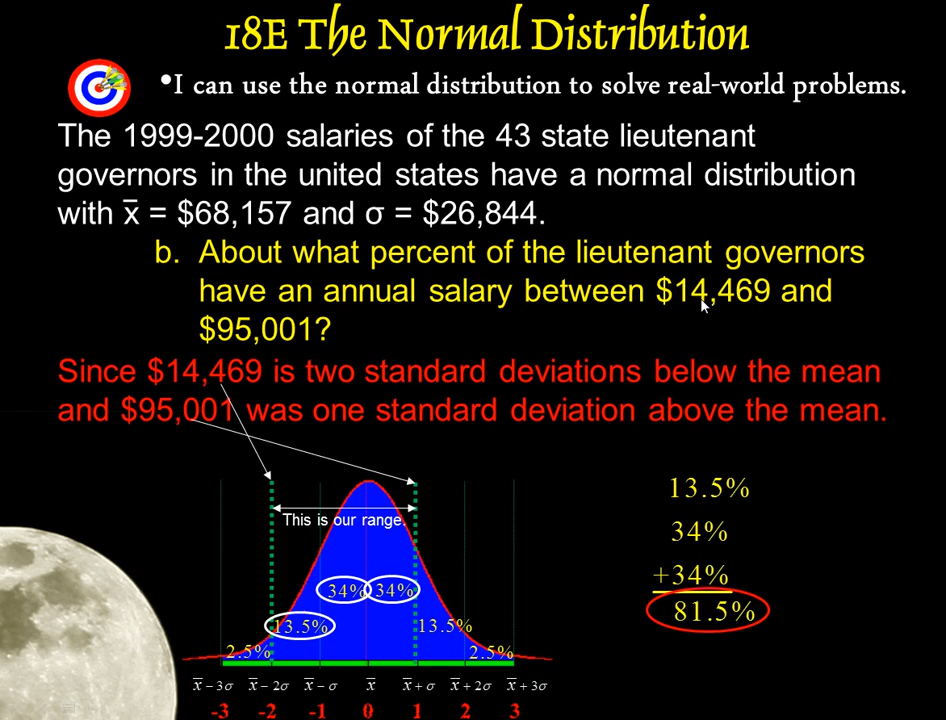 18E The Normal Distribution
•I can use the normal distribution to solve real-world problems.
The 1999-2000 salaries of the 43 state lieutenant
governors in the united states have a normal distribution
with x̅ = $68,157 and σ = $26,844.
b. About what percent of the lieutenant governors
have an annual salary between $14,469 and
$95,001?
Since $14,469 is two standard deviations below the mean
and $95,001 was one standard deviation above the mean.
13.5%
34%
+34%
81.5%
This is our range.
34% 34%
13.5% 13.5%
2.5% 2.5%
x̅ − 3σ x̅ − 2σ x̅ − σ x̅ x̅ + σ x̅ + 2σ x̅ + 3σ
-3 -2 -1 0 1 2 3